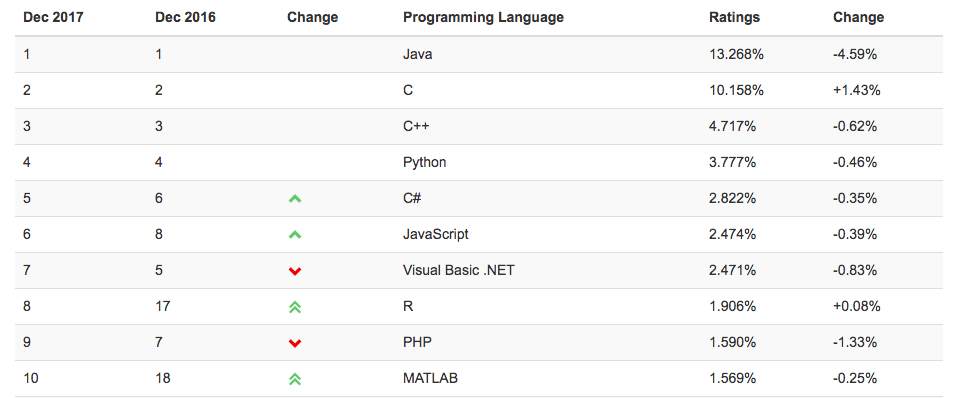 Dec 2017 Dec 2016 Change Programming Language Ratings Change
1 1 Java 13.268% -4.59%
2 2 C 10.158% +1.43%
3 3 C++ 4.717% -0.62%
4 4 Python 3.777% -0.46%
5 6 C# 2.822% -0.35%
6 8 JavaScript 2.474% -0.39%
7 5 Visual Basic .NET 2.471% -0.83%
8 17 R 1.906% +0.08%
9 7 PHP 1.590% -1.33%
10 18 MATLAB 1.569% -0.25%